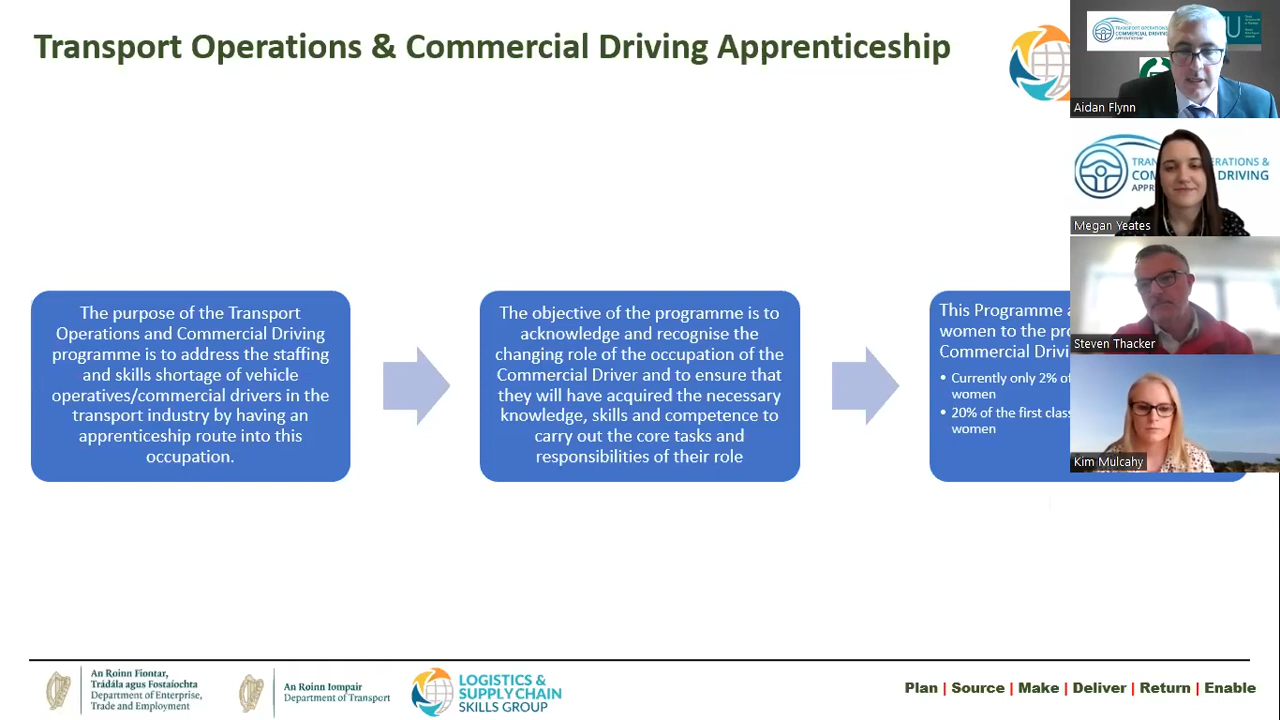 Transport Operations & Commercial Driving Apprenticeship
TRANSPORT OPERATIONS &
COMMERCIAL DRIVING
APPRENTICESHIP
U
Aidan Flynn
OPERATIONS &
DRIVING
Megan Yeates
Steven Thacker
Kim Mulcahy
The purpose of the Transport
Operations and Commercial Driving
programme is to address the staffing
and skills shortage of vehicle
operatives/commercial drivers in the
transport industry by having an
apprenticeship route into this
occupation.
The objective of the programme is to
acknowledge and recognise the
changing role of the occupation of the
Commercial Driver and to ensure that
they will have acquired the necessary
knowledge, skills and competence to
carry out the core tasks and
responsibilities of their role
This Programme
women to the
Commercial
• Currently only 2%
women
• 20% of the first class
women
An Roinn Fiontar,
Trádála agus Fostaíochta
Department of Enterprise,
Trade and Employment
An Roinn Iompair
Department of Transport
LOGISTICS &
SUPPLY CHAIN
SKILLS GROUP
Plan | Source | Make | Deliver | Return | Enable